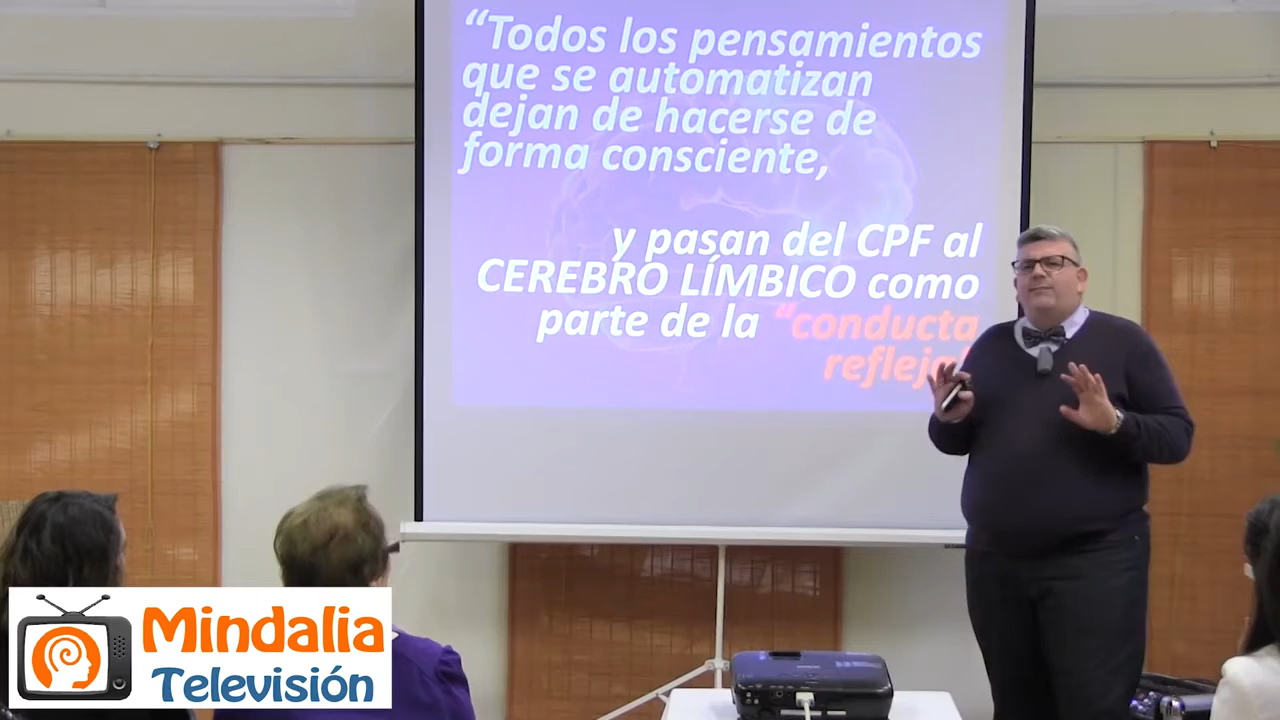 “Todos los pensamientos
que se automatizan
dejan de hacerse de
forma consciente,
y pasan del CPF al
CEREBRO LÍMBICO como
parte de la “conducta
refleja”
Mindalia
Televisión